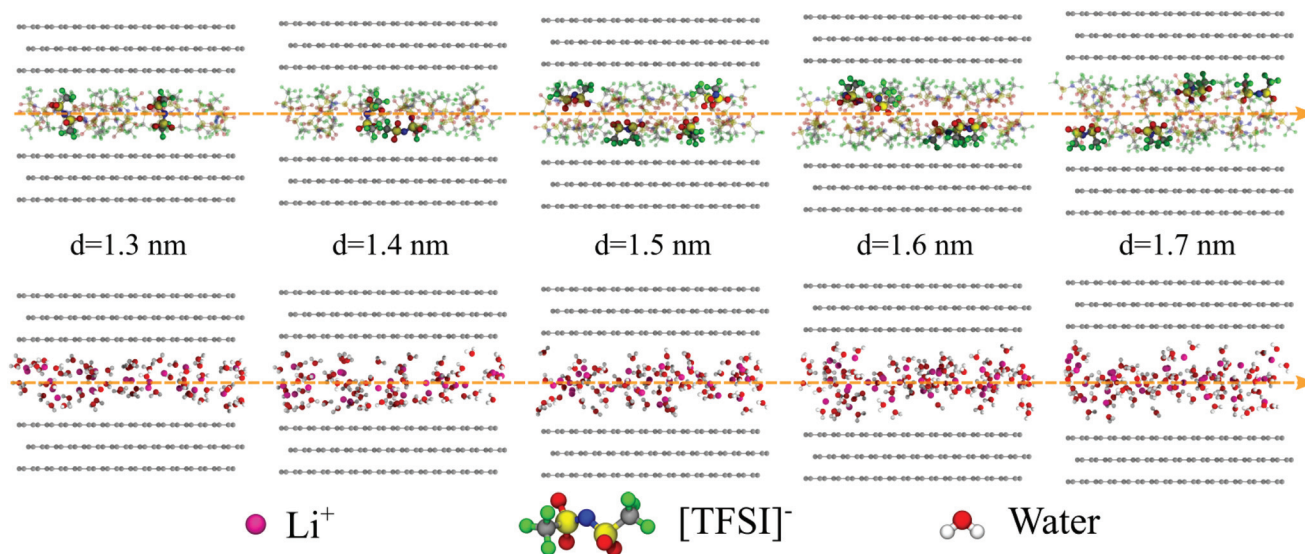 d=1.3 nm
d=1.4 nm
d=1.5 nm
d=1.6 nm
d=1.7 nm
Li⁺
[TFSI]⁻
Water